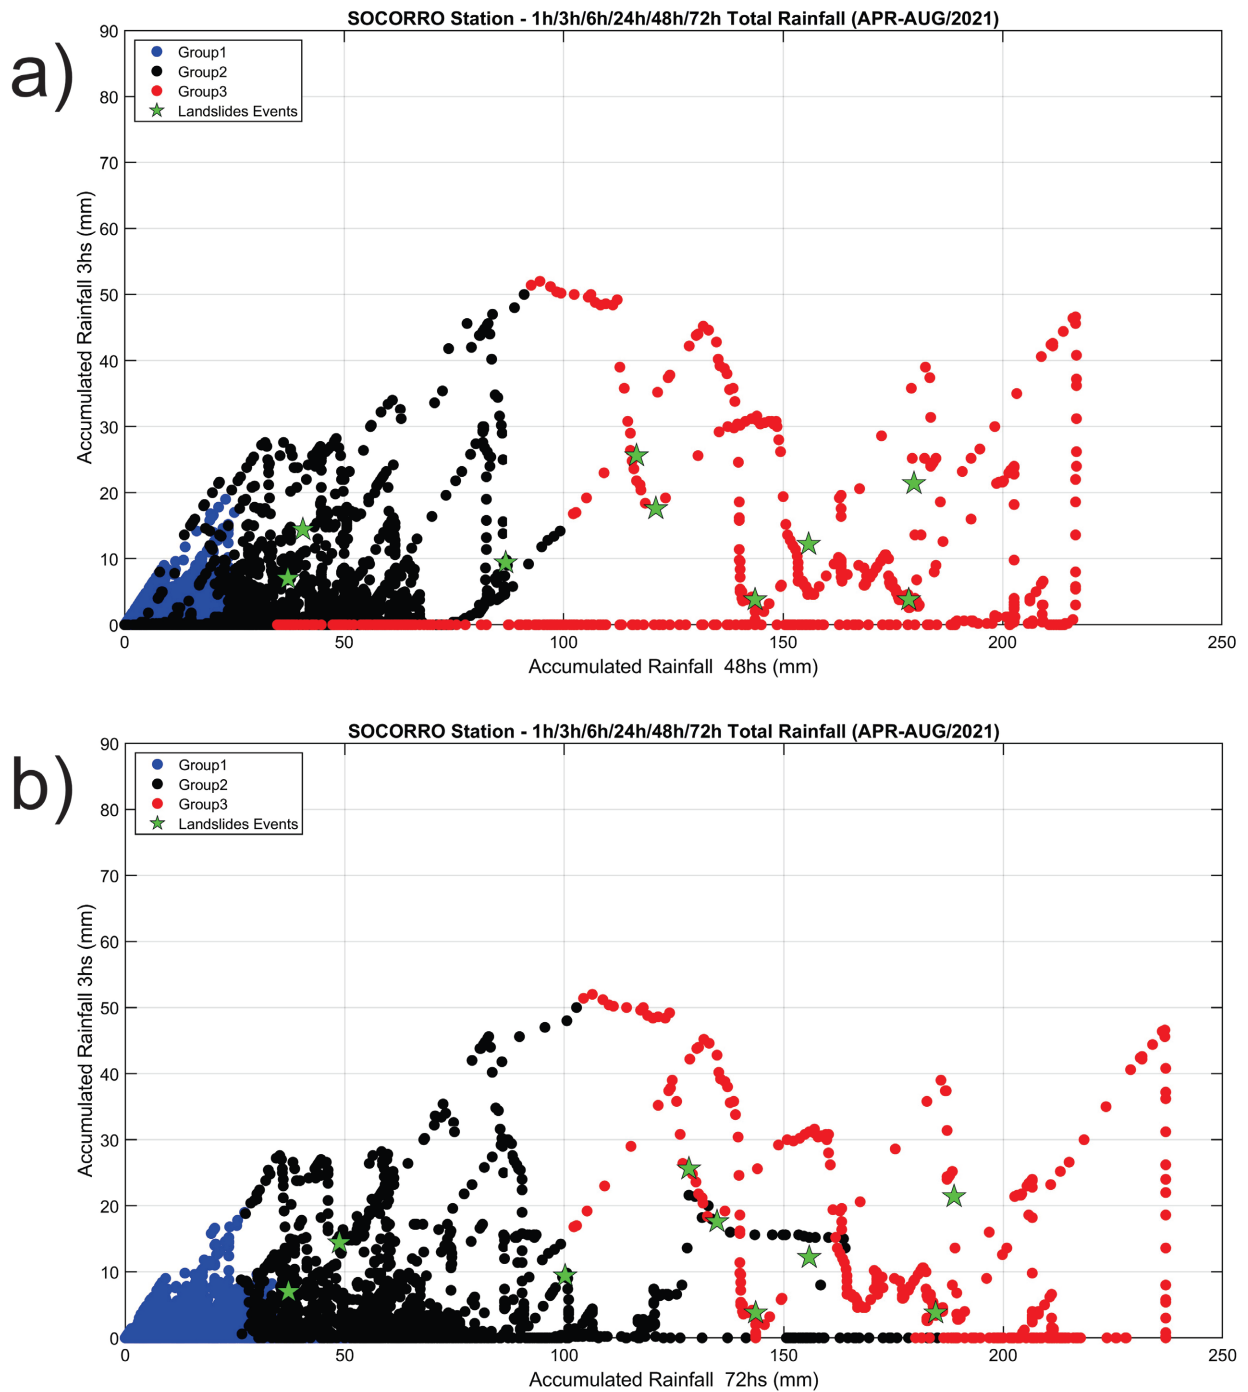 a)
SOCORRO Station - 1h/3h/6h/24h/48h/72h Total Rainfall (APR-AUG/2021)
Group1
Group2
Group3
Landslides Events
90
80
70
60
50
40
30
20
10
0
Accumulated Rainfall 3hs (mm)
0 50 100 150 200 250
Accumulated Rainfall 48hs (mm)
b)
SOCORRO Station - 1h/3h/6h/24h/48h/72h Total Rainfall (APR-AUG/2021)
Group1
Group2
Group3
Landslides Events
90
80
70
60
50
40
30
20
10
0
Accumulated Rainfall 3hs (mm)
0 50 100 150 200 250
Accumulated Rainfall 72hs (mm)